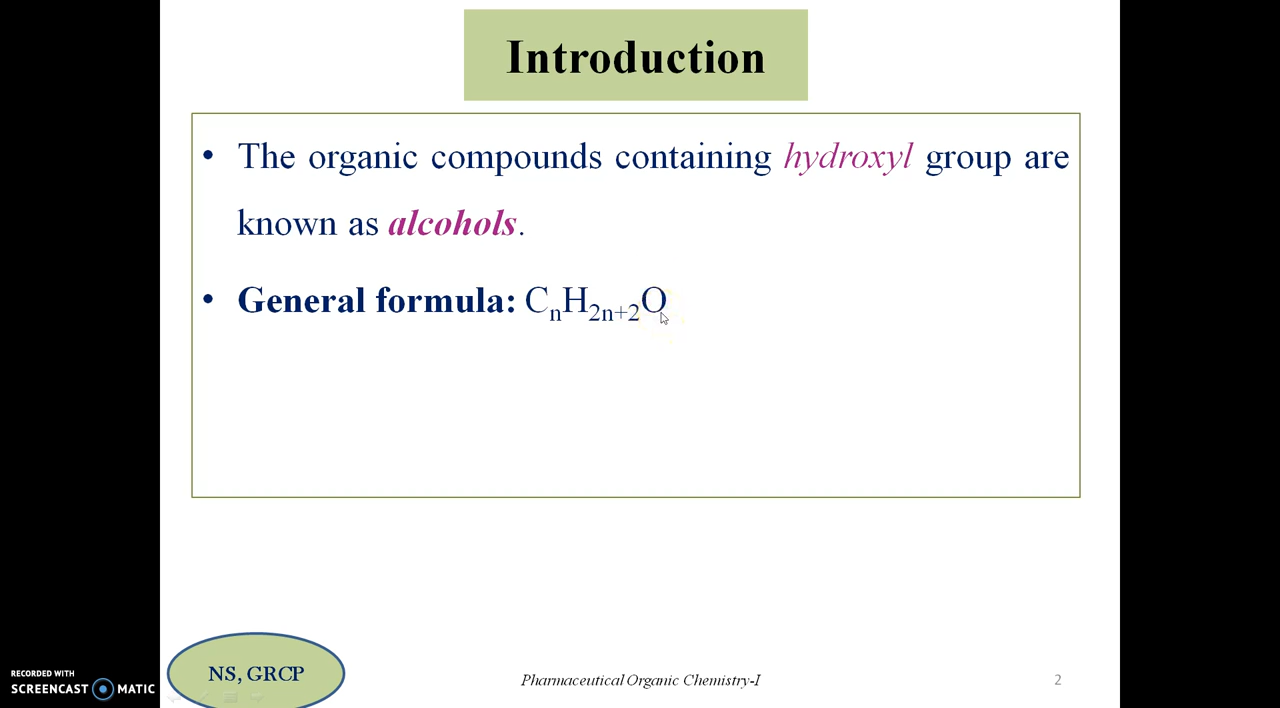 Introduction
• The organic compounds containing hydroxyl group are
known as alcohols.
• General formula: CₙH₂ₙ₊₂O
RECORDED WITH
SCREENCAST MATIC
NS, GRCP
Pharmaceutical Organic Chemistry-I
2